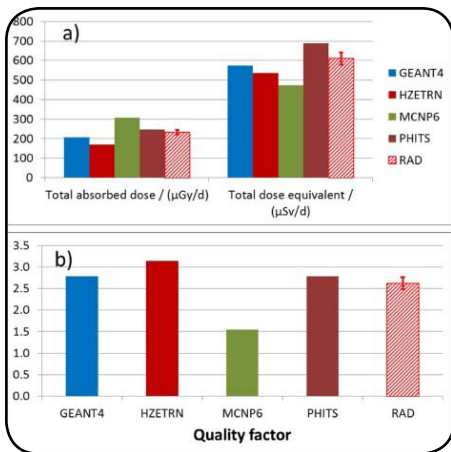 a)
800
700
600
500
400
300
200
100
0
Total absorbed dose / (μGy/d)
Total dose equivalent /
(μSv/d)
GEANT4
HZETRN
MCNP6
PHITS
RAD
b)
3.5
3.0
2.5
2.0
1.5
1.0
0.5
0.0
GEANT4 HZETRN MCNP6 PHITS RAD
Quality factor